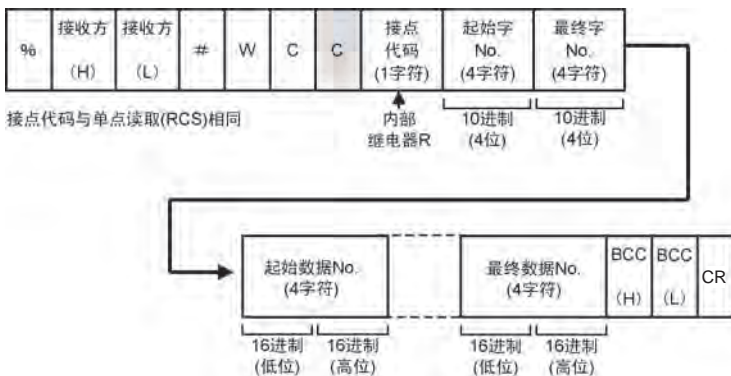 % 接收方 (H) 接收方 (L) # W C C 接点代码 (1字符) 起始字 No. (4字符) 最终字 No. (4字符)
接点代码与单点读取(RCS)相同
内部
继电器R
10进制
(4位)
10进制
(4位)
起始数据No.
(4字符)
最终数据No.
(4字符)
BCC
(H)
BCC
(L)
CR
16进制
(低位)
16进制
(高位)
16进制
(低位)
16进制
(高位)